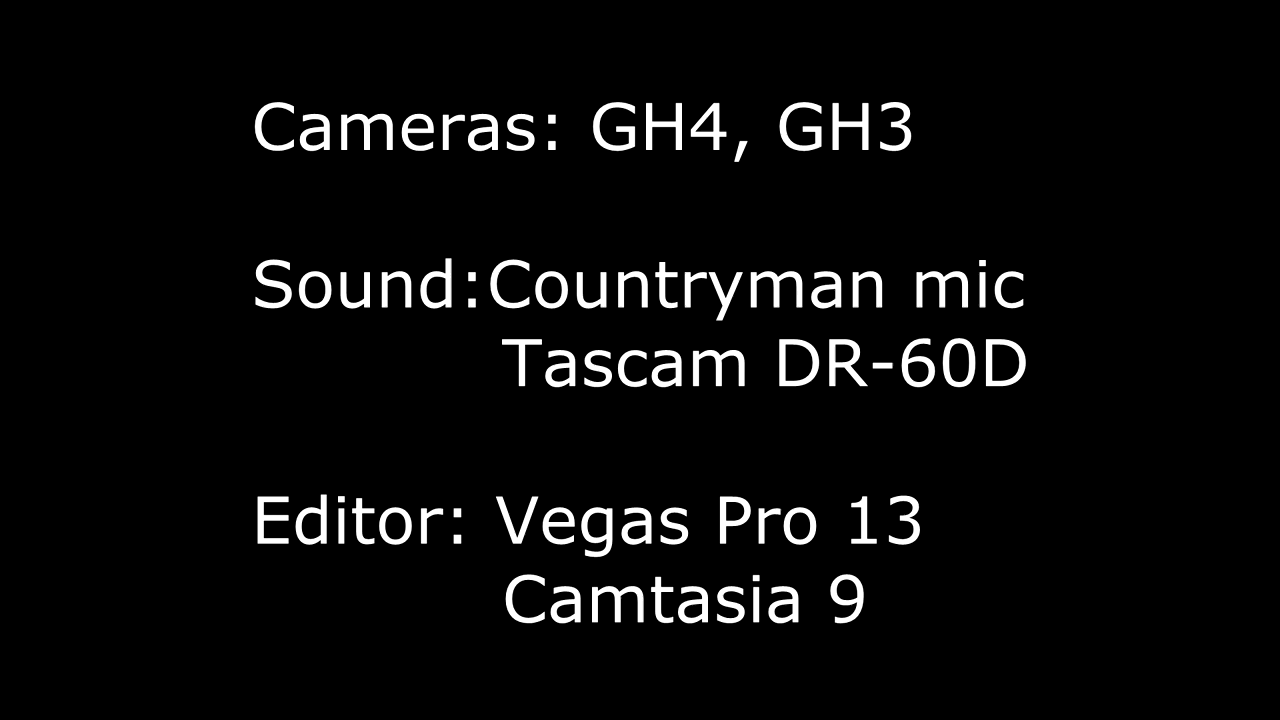 Cameras: GH4, GH3
Sound:Countryman mic
Tascam DR-60D
Editor: Vegas Pro 13
Camtasia 9